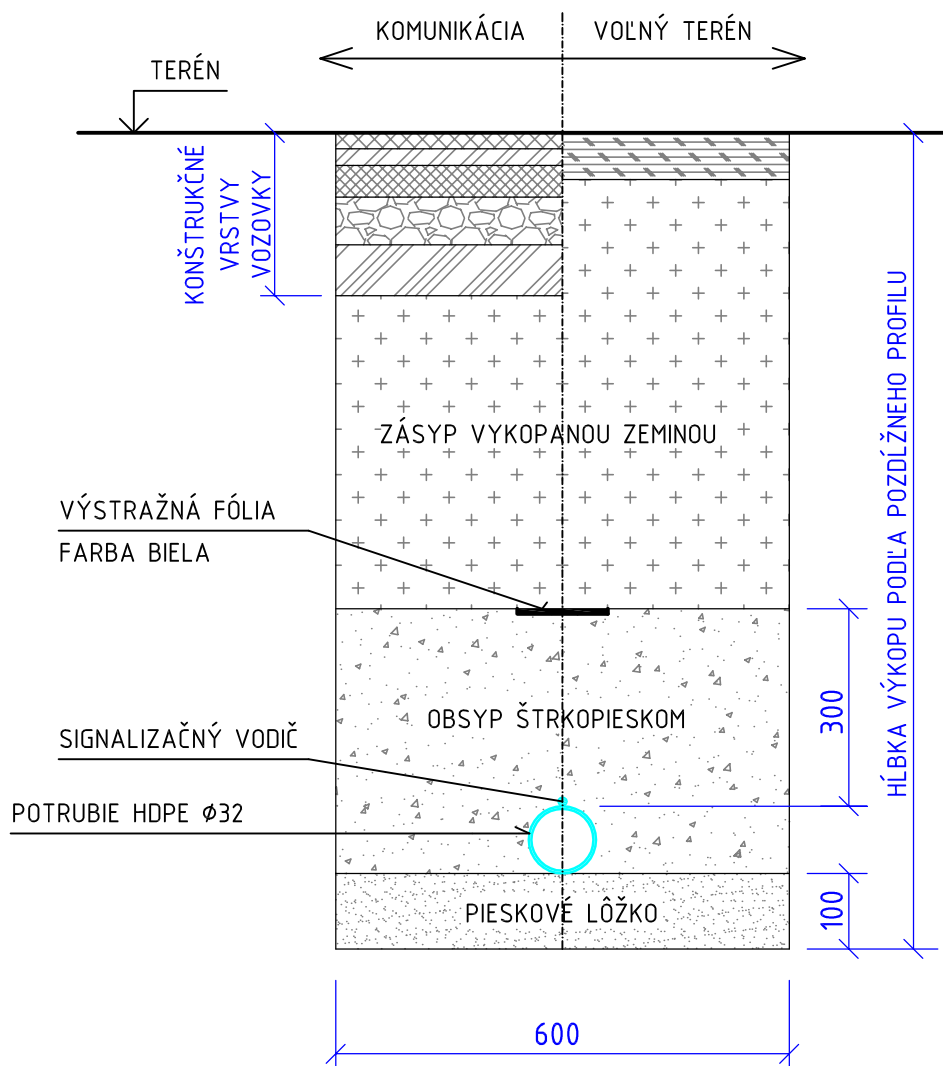 KOMUNIKÁCIA
VOĽNÝ TERÉN
TERÉN
KONŠTRUKČNÉ
VRSTVY
VOZOVKY
ZÁSYP VYKOPANOU ZEMINOU
VÝSTRAŽNÁ FÓLIA
FARBA BIELA
OBSYP ŠTRKOPIESKOM
SIGNALIZAČNÝ VODIČ
POTRUBIE HDPE Ø32
PIESKOVÉ LÔŽKO
300
100
HĹBKA VÝKOPU PODĽA POZDĹŽNEHO PROFILU
600